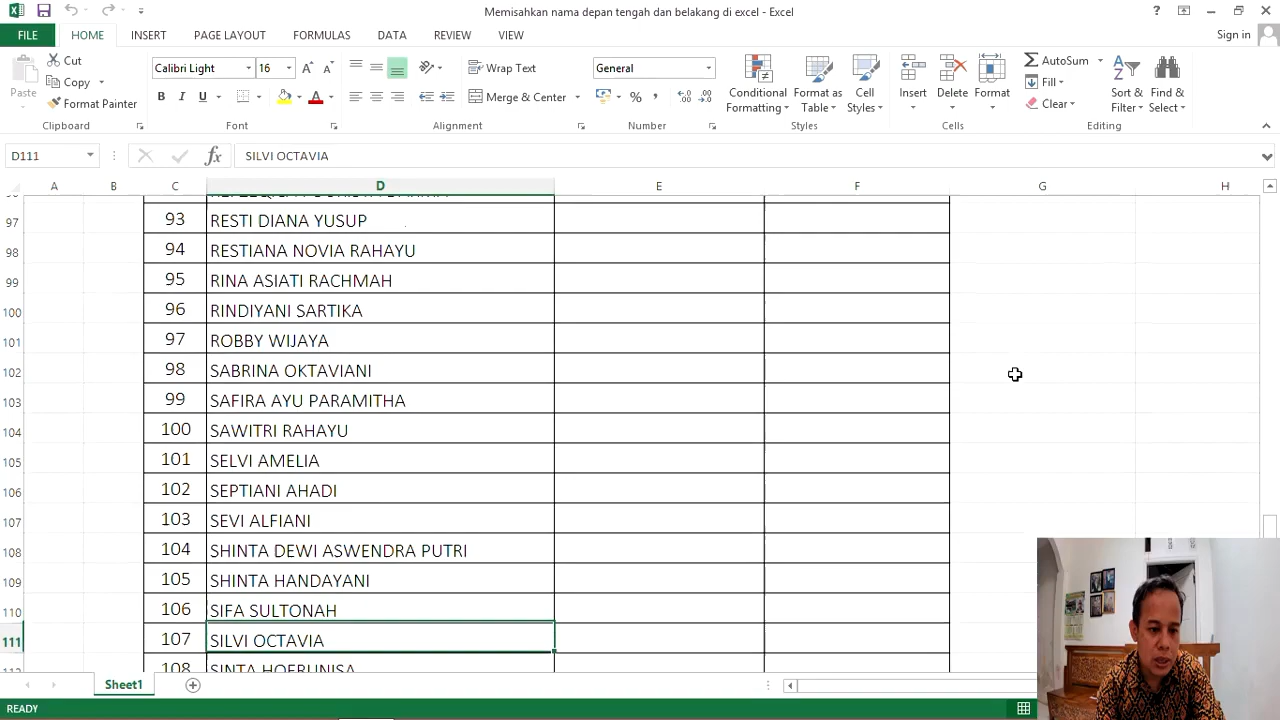 Memisahkan nama depan tengah dan belakang di excel - Excel
?
Sign in
FILE HOME INSERT PAGE LAYOUT FORMULAS DATA REVIEW VIEW
Paste
Cut
Copy
Format Painter
Clipboard
Calibri Light 16
B I U
Font
Wrap Text
Merge & Center
Alignment
General
% ,
Number
Conditional Formatting
Format as Table
Cell Styles
Styles
Insert
Delete
Format
Cells
AutoSum
Fill
Clear
Sort & Filter
Find & Select
Editing
D111 fx SILVI OCTAVIA
A B C D E F G H
97 93 RESTI DIANA YUSUP
98 94 RESTIANA NOVIA RAHAYU
99 95 RINA ASIATI RACHMAH
100 96 RINDIYANI SARTIKA
101 97 ROBBY WIJAYA
102 98 SABRINA OKTAVIANI
103 99 SAFIRA AYU PARAMITHA
104 100 SAWITRI RAHAYU
105 101 SELVI AMELIA
106 102 SEPTIANI AHADI
107 103 SEVI ALFIANI
108 104 SHINTA DEWI ASWENDRA PUTRI
109 105 SHINTA HANDAYANI
110 106 SIFA SULTONAH
111 107 SILVI OCTAVIA
108 SINTA HOERUNISA
Sheet1
READY